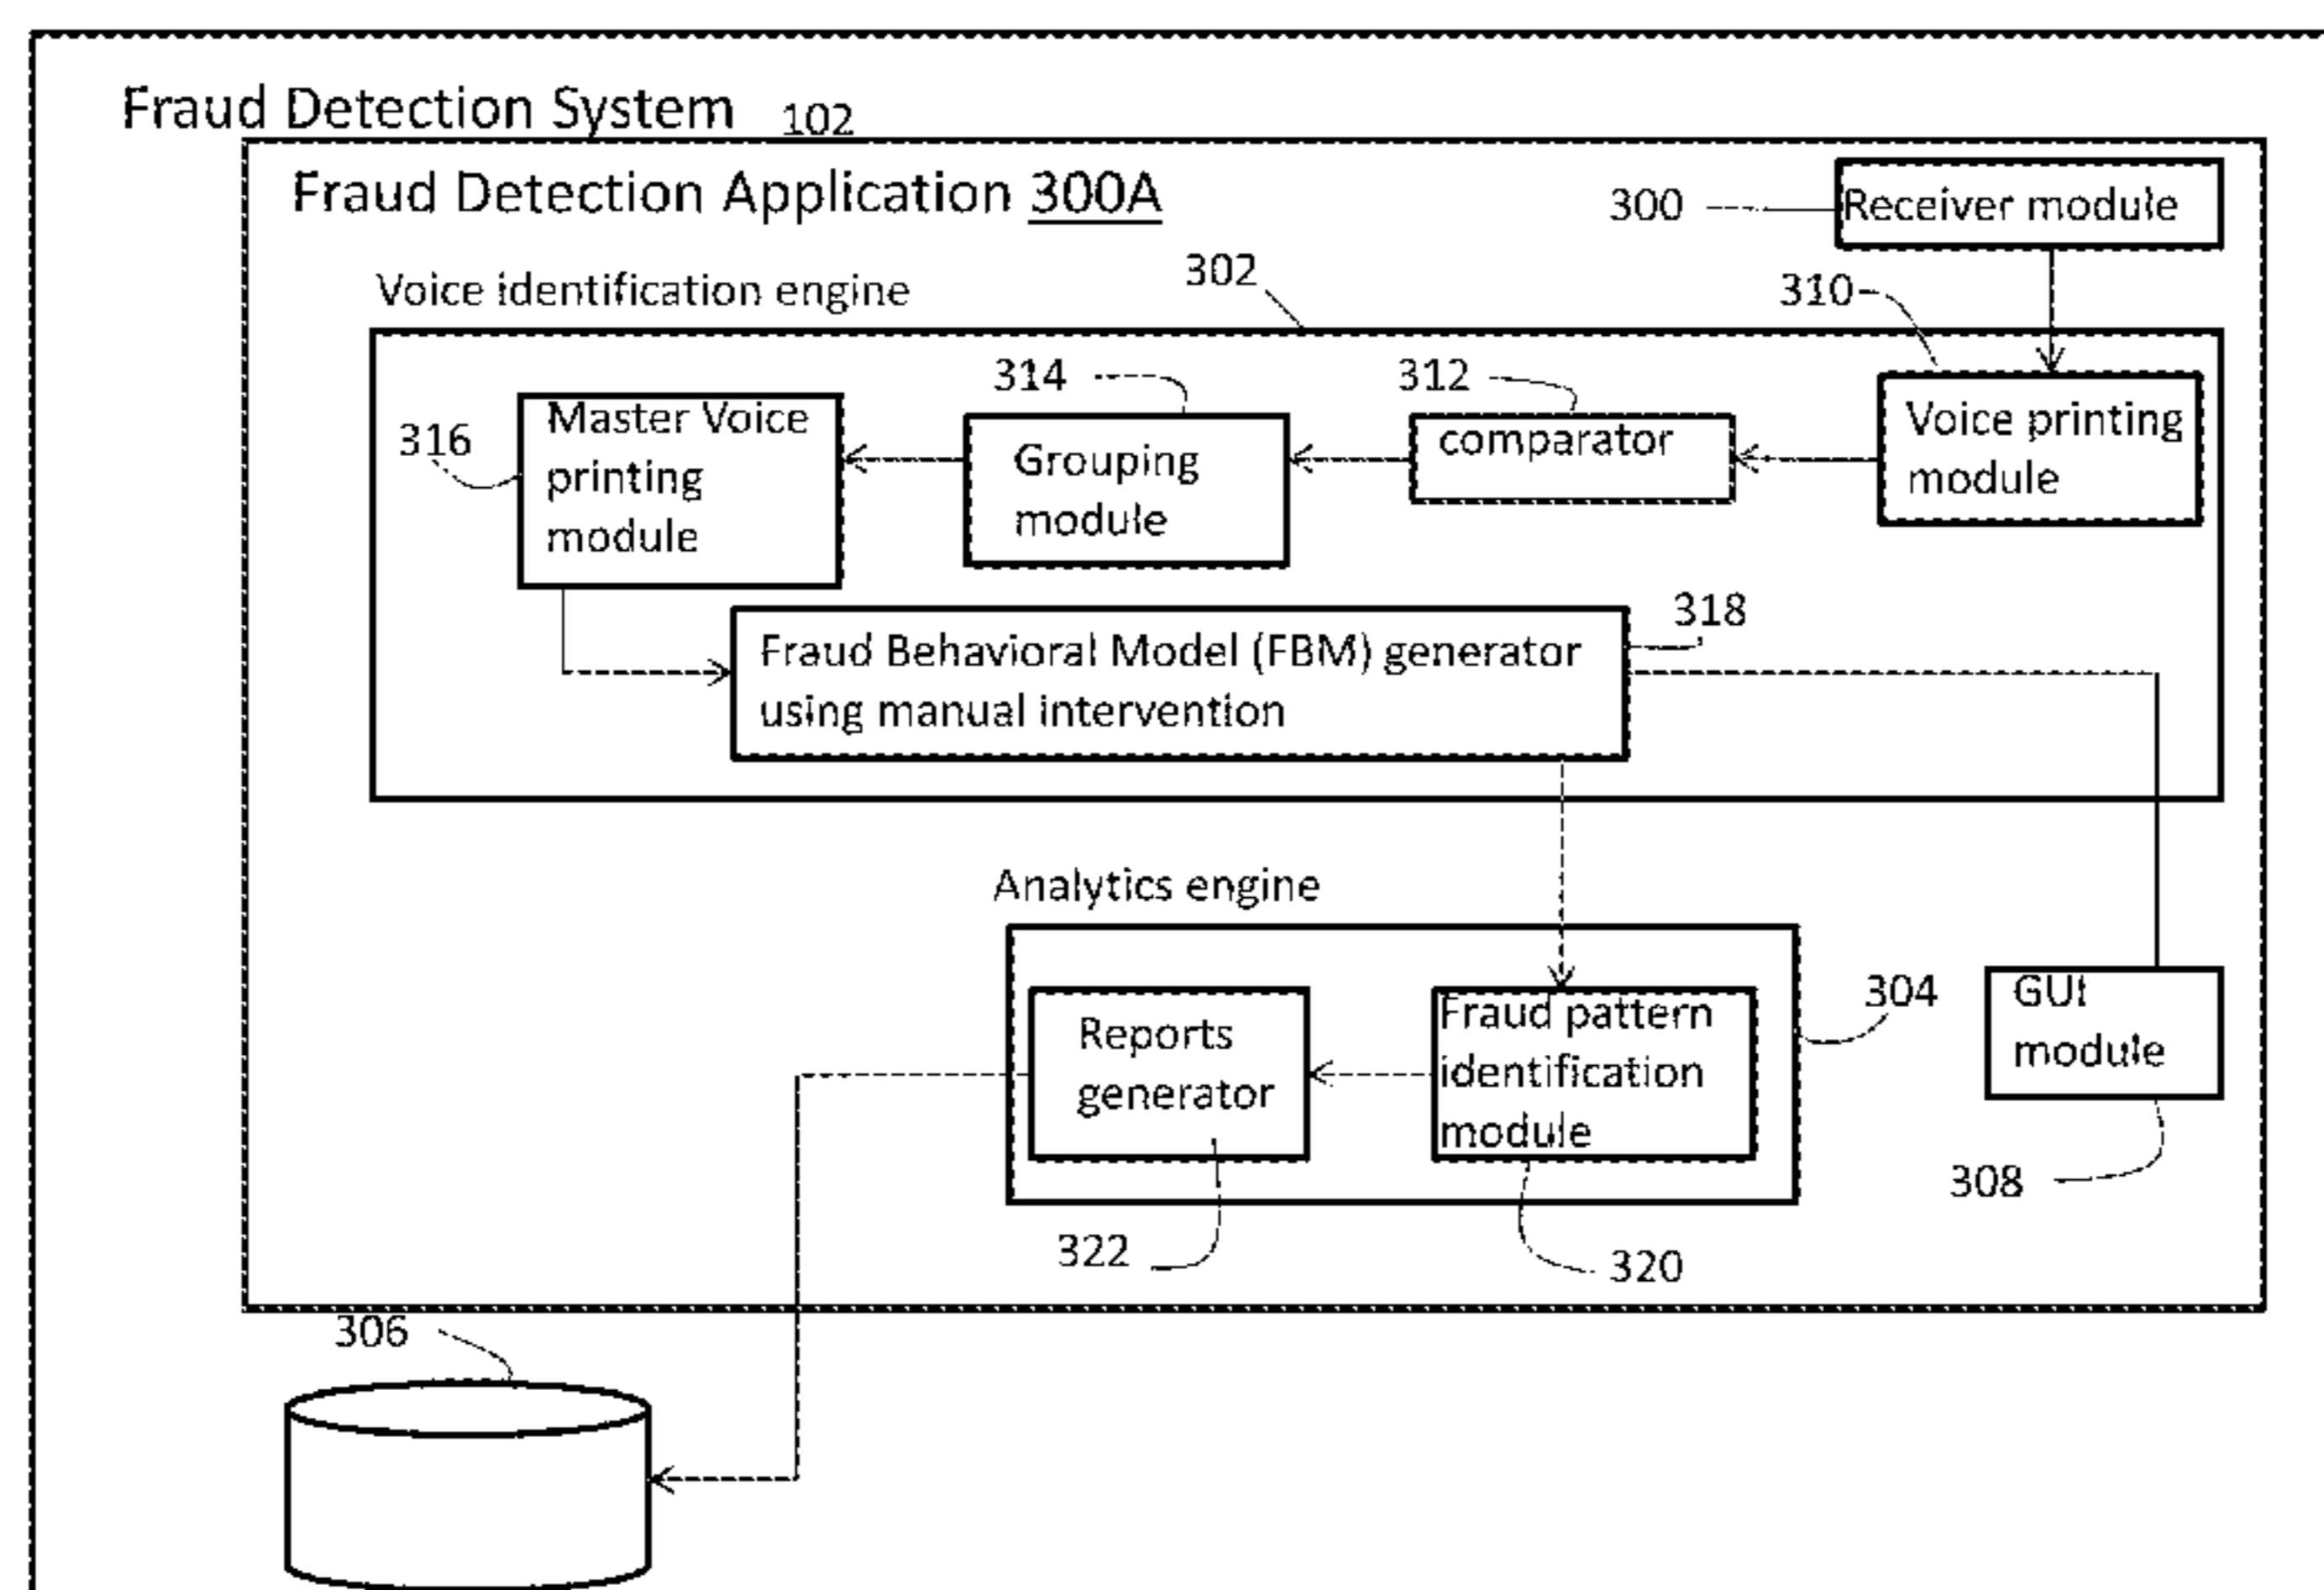 Fraud Detection System 102
Fraud Detection Application 300A
300 Receiver module
Voice identification engine
302
310
314
312
316
Master Voice
printing
module
Grouping
module
comparator
Voice printing
module
318
Fraud Behavioral Model (FBM) generator
using manual intervention
Analytics engine
304
Reports
generator
Fraud pattern
identification
module
GUI
module
308
322
320
306